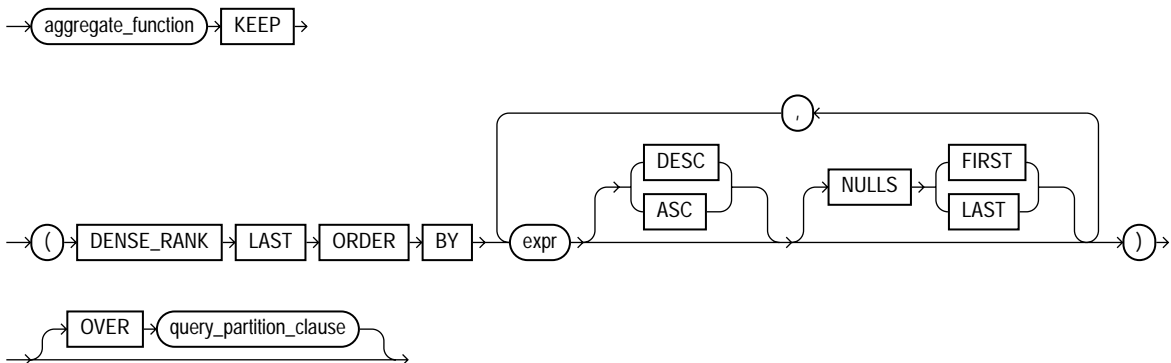 aggregate_function KEEP
,
DESC FIRST
NULLS
ASC LAST
( DENSE_RANK LAST ORDER BY expr )
OVER query_partition_clause